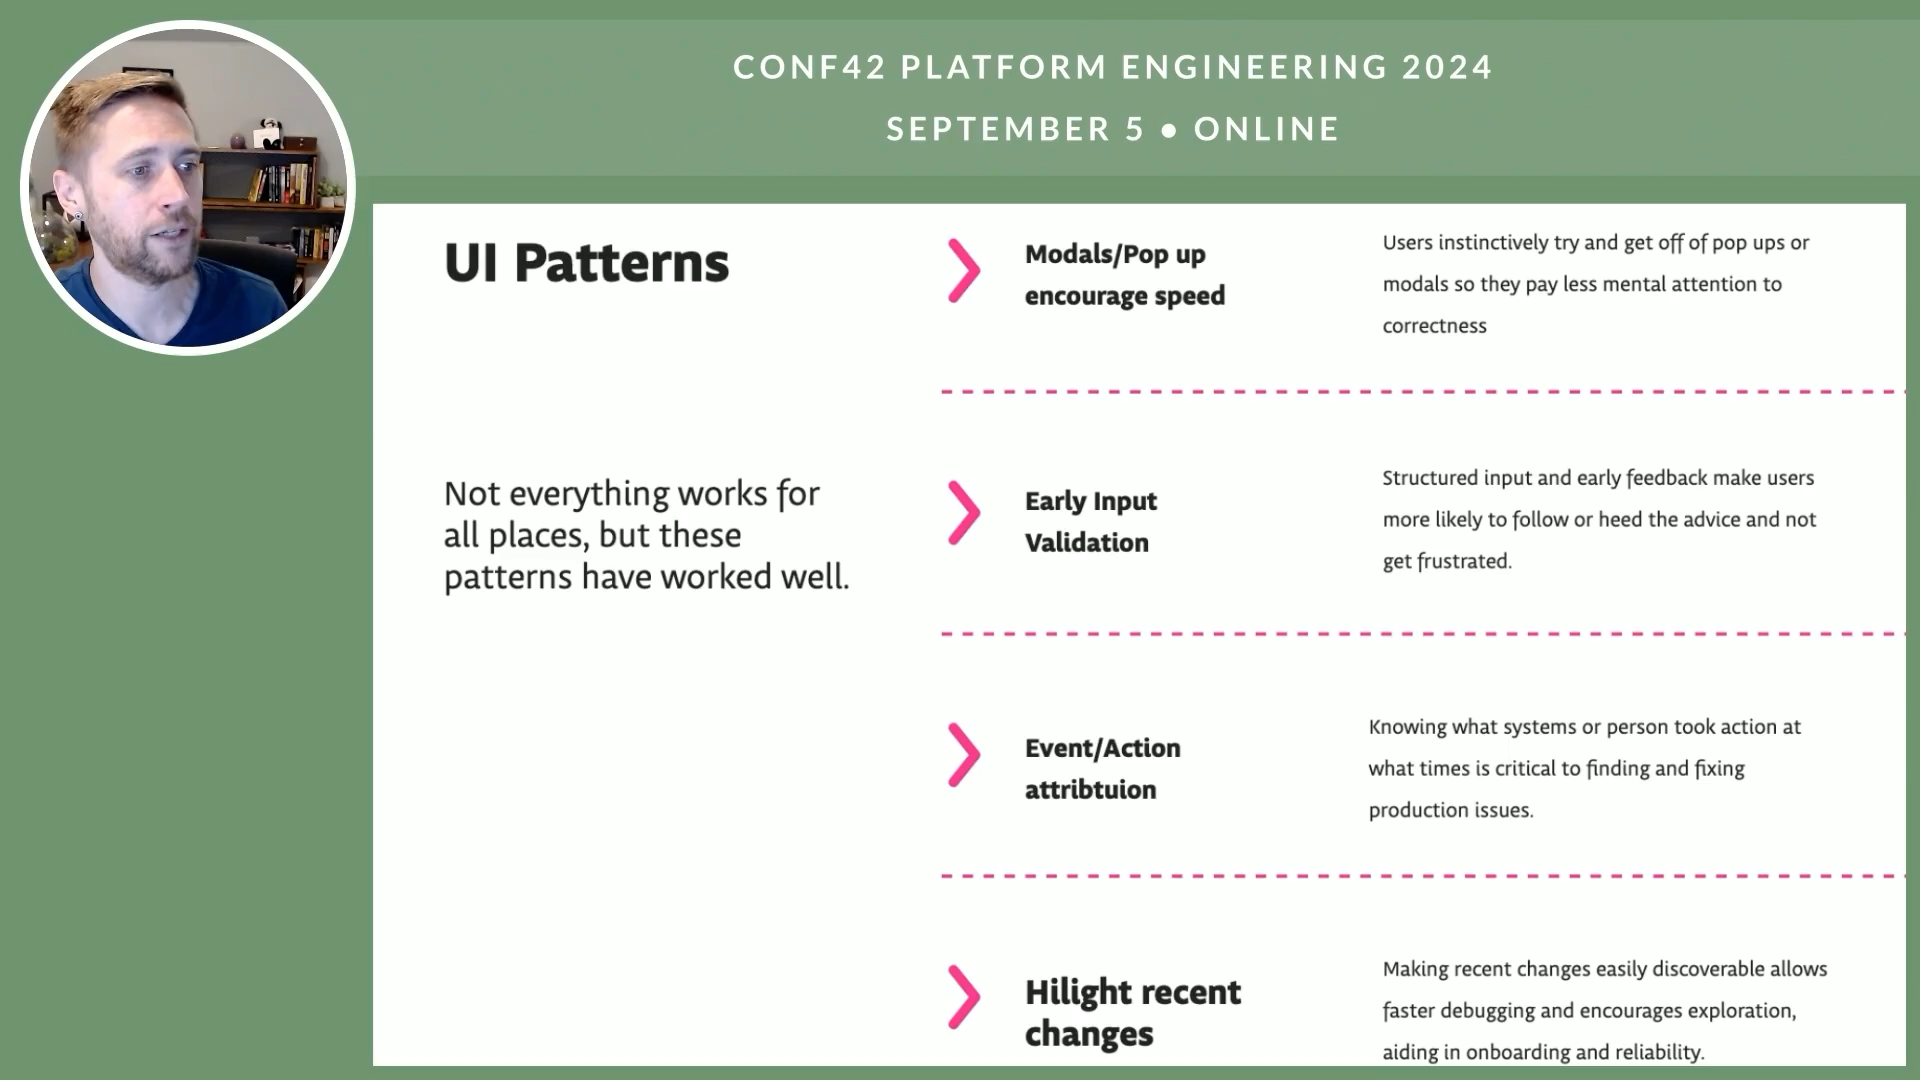 CONF42 PLATFORM ENGINEERING 2024
SEPTEMBER 5 ● ONLINE
UI Patterns
Not everything works for
all places, but these
patterns have worked well.
Modals/Pop up
encourage speed
Users instinctively try and get off of pop ups or
modals so they pay less mental attention to
correctness
Early Input
Validation
Structured input and early feedback make users
more likely to follow or heed the advice and not
get frustrated.
Event/Action
attribtuion
Knowing what systems or person took action at
what times is critical to finding and fixing
production issues.
Hilight recent
changes
Making recent changes easily discoverable allows
faster debugging and encourages exploration,
aiding in onboarding and reliability.